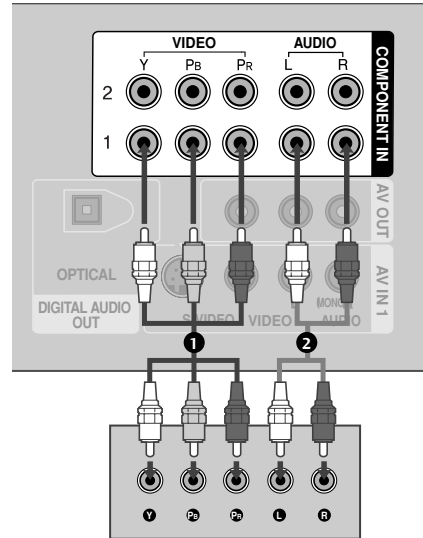 VIDEO AUDIO
Y PB PR L R
COMPONENT IN
2
1
AV OUT
OPTICAL
DIGITAL AUDIO
OUT
S-VIDEO VIDEO
AUDIO
AV IN 1
1 2
Y PB PR L R